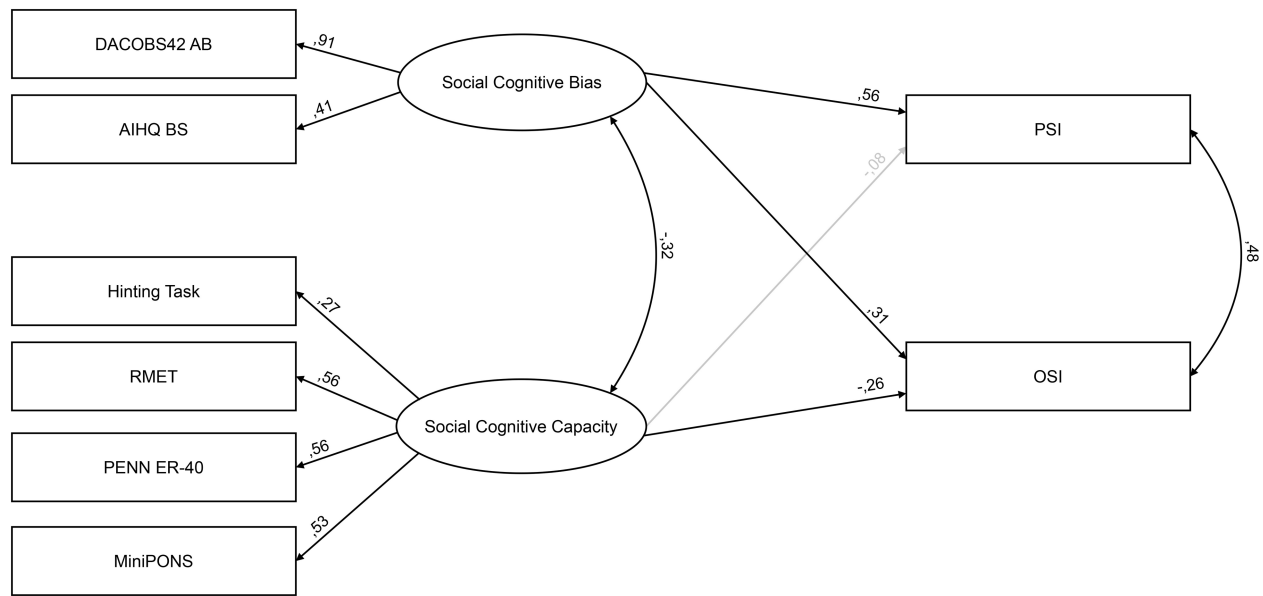 DACOBS42 AB
,91
Social Cognitive Bias
,56
PSI
AIHQ BS
,41
-,08
-,32
,48
Hinting Task
,27
,31
RMET
,56
OSI
-,26
Social Cognitive Capacity
PENN ER-40
,56
MiniPONS
,53